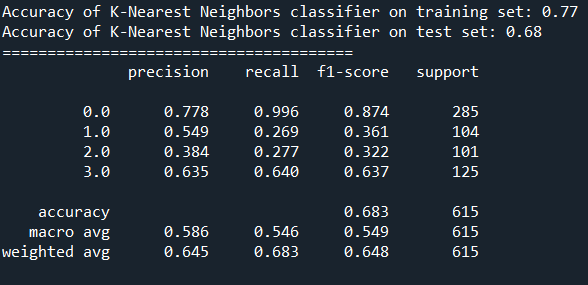 Accuracy of K-Nearest Neighbors classifier on training set: 0.77
Accuracy of K-Nearest Neighbors classifier on test set: 0.68
=======================================
precision recall f1-score support
0.0 0.778 0.996 0.874 285
1.0 0.549 0.269 0.361 104
2.0 0.384 0.277 0.322 101
3.0 0.635 0.640 0.637 125
accuracy 0.683 615
macro avg 0.586 0.546 0.549 615
weighted avg 0.645 0.683 0.648 615